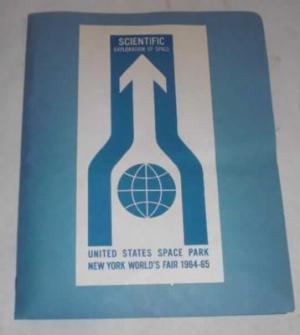 SCIENTIFIC
EXPLORATION OF SPACE
UNITED STATES SPACE PARK
NEW YORK WORLD'S FAIR 1964-65